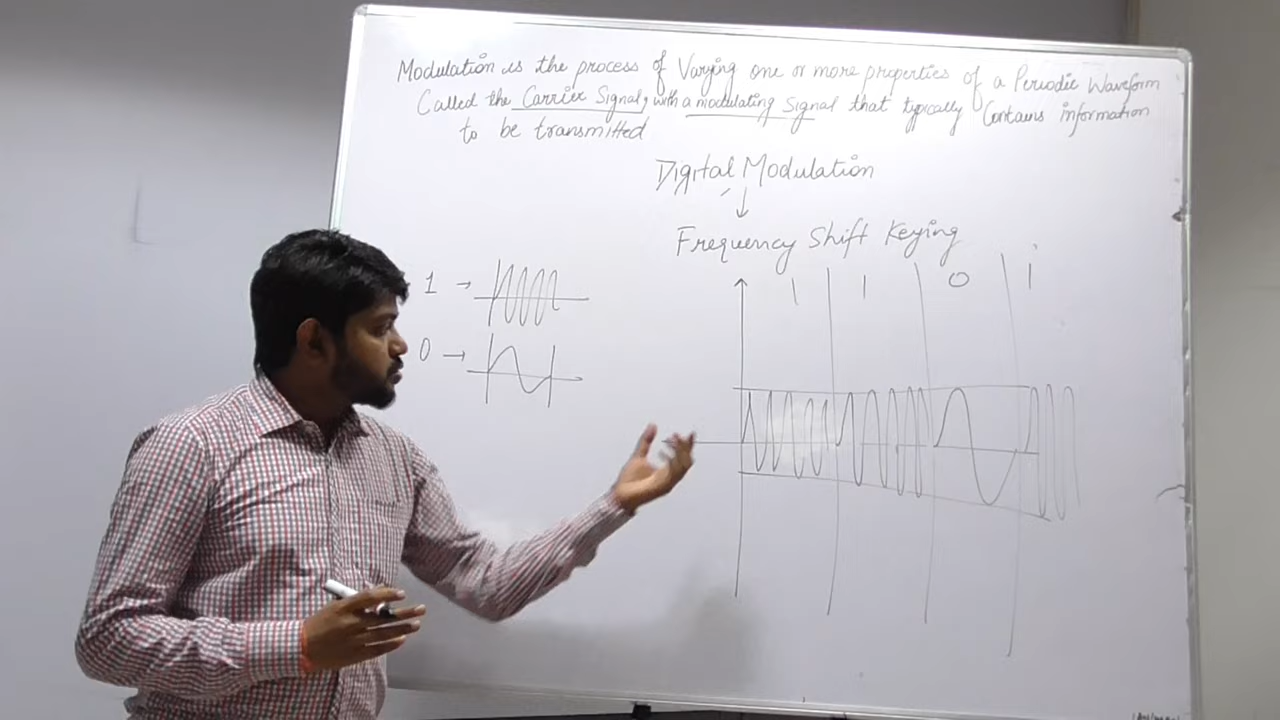 Modulation is the process of Varying one or more properties of a Periodic Waveform
Called the Carrier Signal, with a modulating Signal that typically Contains information
to be transmitted
Digital Modulation
Frequency Shift Keying
1 → 
0 →
1 1 0 1